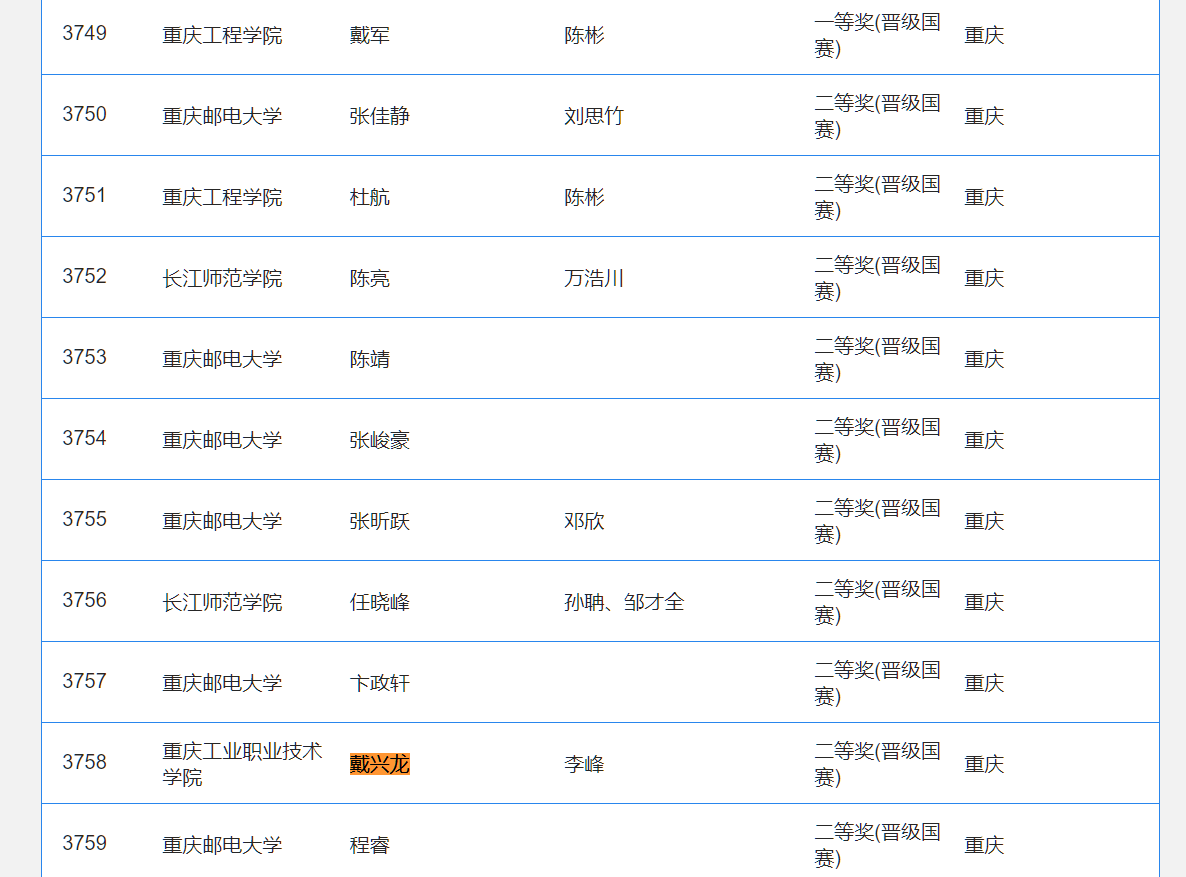 3749 重庆工程学院 戴军 陈彬 一等奖(晋级国赛) 重庆
3750 重庆邮电大学 张佳静 刘思竹 二等奖(晋级国赛) 重庆
3751 重庆工程学院 杜航 陈彬 二等奖(晋级国赛) 重庆
3752 长江师范学院 陈亮 万浩川 二等奖(晋级国赛) 重庆
3753 重庆邮电大学 陈靖 二等奖(晋级国赛) 重庆
3754 重庆邮电大学 张峻豪 二等奖(晋级国赛) 重庆
3755 重庆邮电大学 张昕跃 邓欣 二等奖(晋级国赛) 重庆
3756 长江师范学院 任晓峰 孙聃、邹才全 二等奖(晋级国赛) 重庆
3757 重庆邮电大学 卞政轩 二等奖(晋级国赛) 重庆
3758 重庆工业职业技术学院 戴兴龙 李峰 二等奖(晋级国赛) 重庆
3759 重庆邮电大学 程睿 二等奖(晋级国赛) 重庆